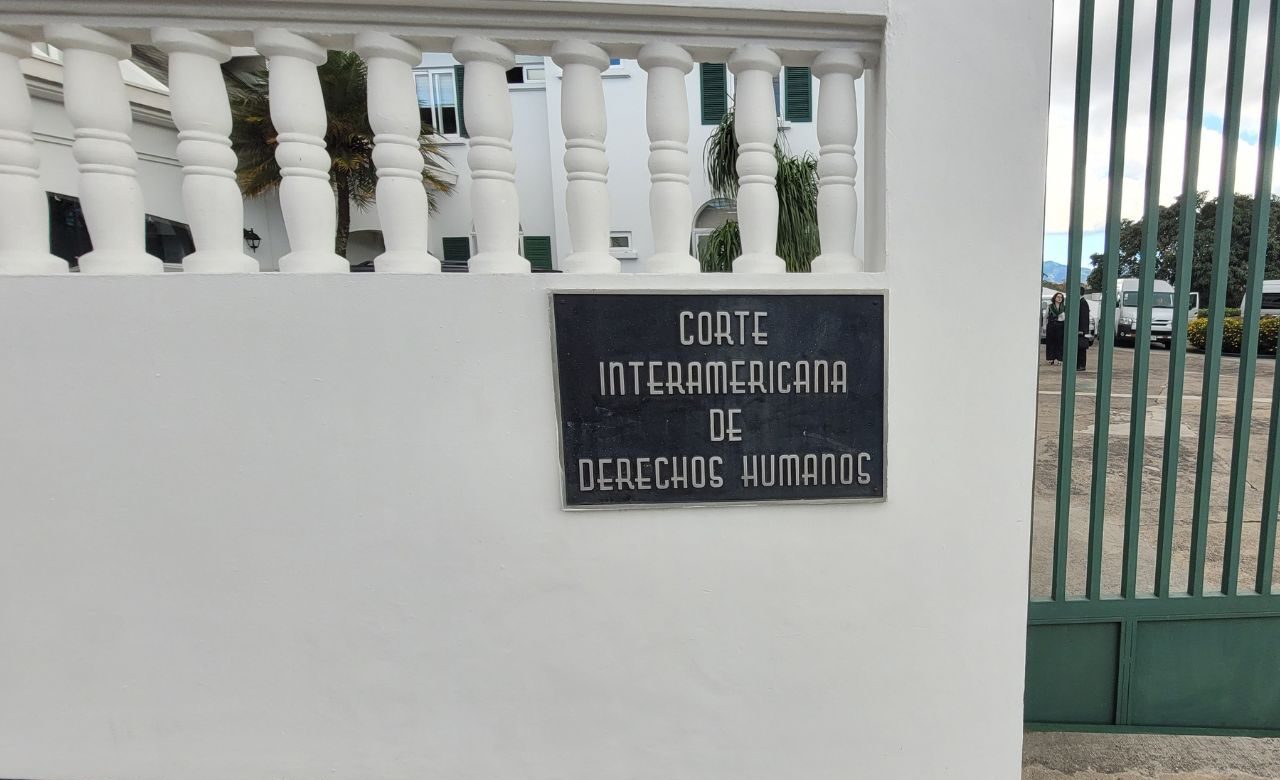 CORTE
INTERAMERICANA
DE
DERECHOS HUMANOS